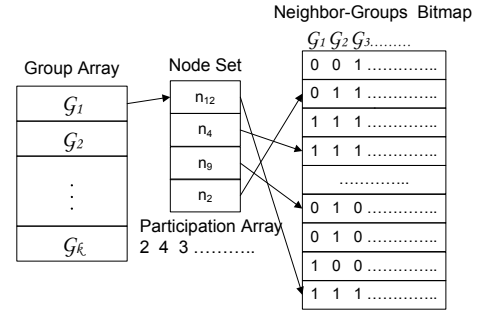 Neighbor-Groups Bitmap
G1 G2 G3.........
Group Array
Node Set
G1
G2
⋮
Gk
n12
n4
n9
n2
Participation Array
2 4 3 ...........
0 0 1 ..............
0 1 1 ..............
1 1 1 ..............
1 1 1 ..............
..............
0 1 0 ..............
0 1 0 ..............
1 0 0 ..............
1 1 1 ..............